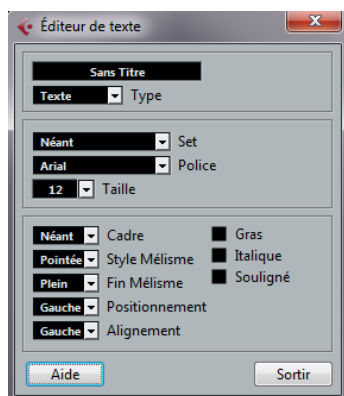 Éditeur de texte
Sans Titre
Texte Type
Néant Set
Arial Police
12 Taille
Néant Cadre Gras
Pointée Style Mélisme Italique
Plein Fin Mélisme Souligné
Gauche Positionnement
Gauche Alignement
Aide Sortir